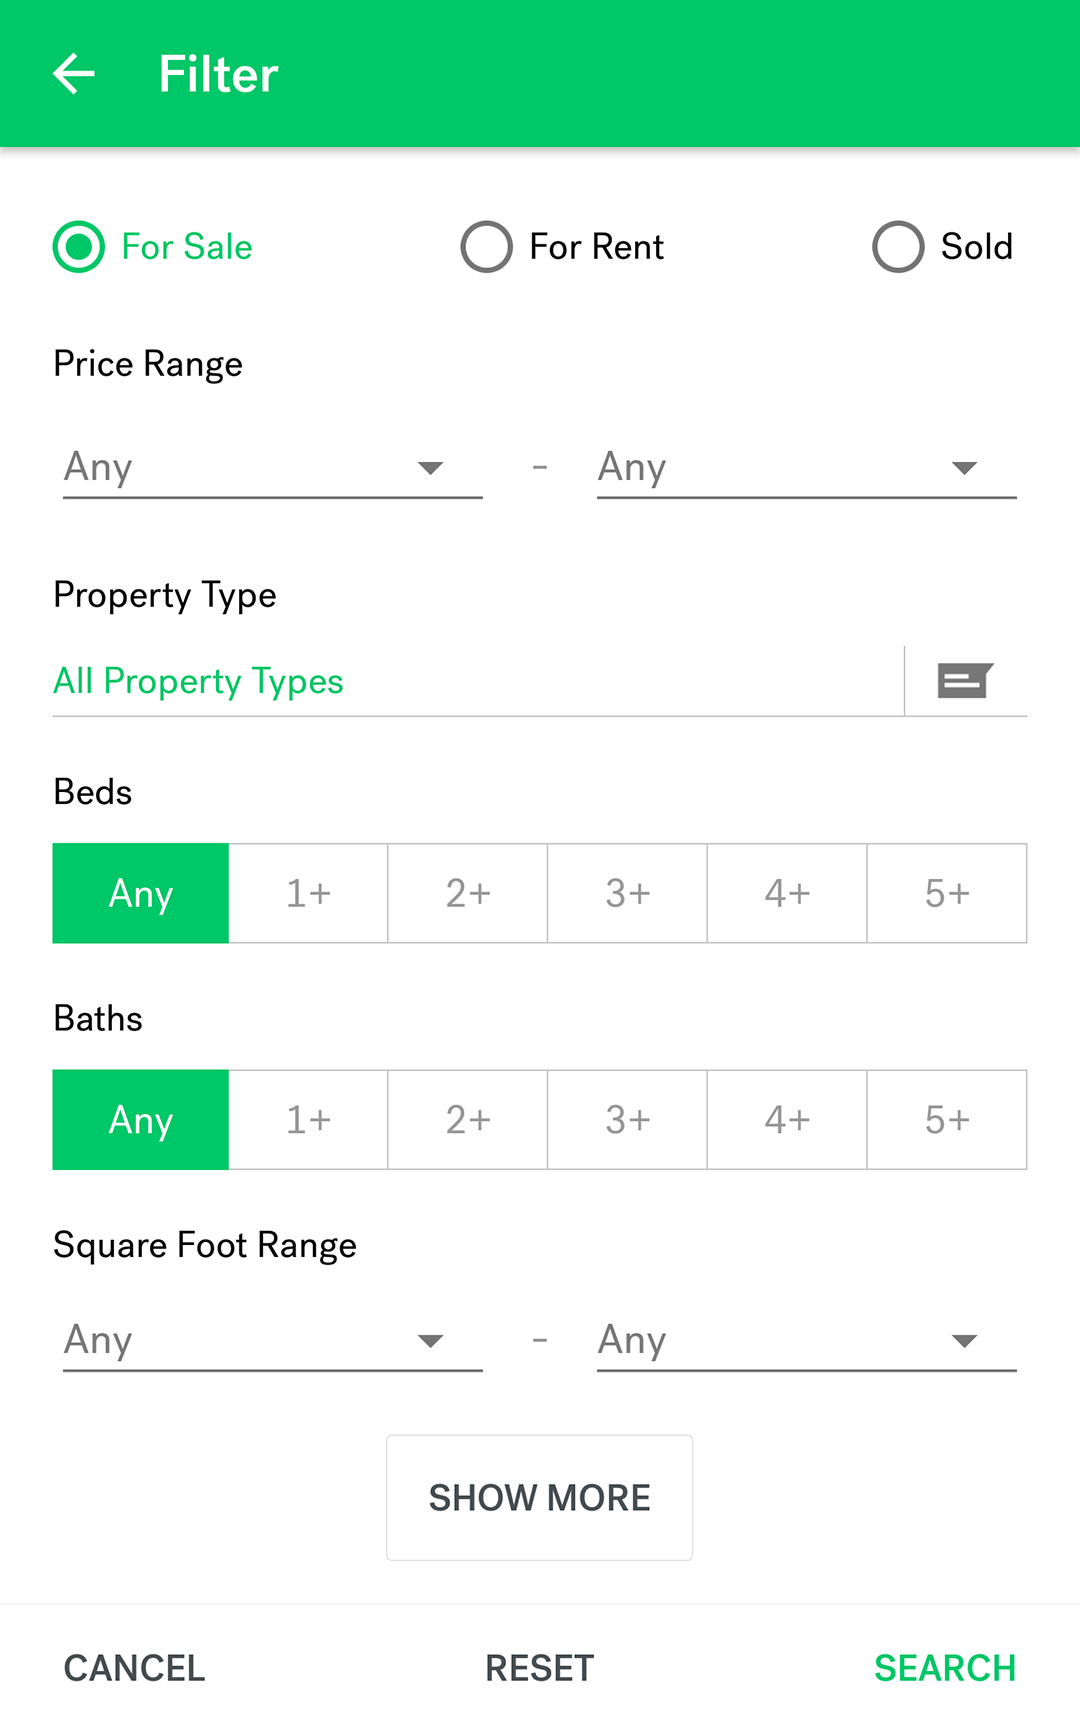 Filter
For Sale For Rent Sold
Price Range
Any - Any
Property Type
All Property Types
Beds
Any 1+ 2+ 3+ 4+ 5+
Baths
Any 1+ 2+ 3+ 4+ 5+
Square Foot Range
Any - Any
SHOW MORE
CANCEL RESET SEARCH